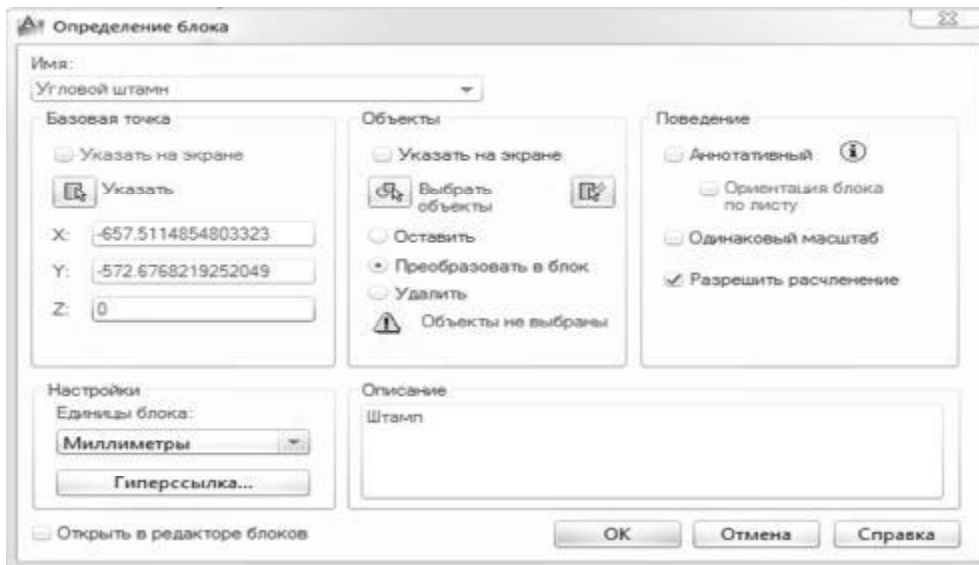 Определение блока
Имя:
Угловой штамн
Базовая точка
Указать на экране
Указать
X: -657.5114854803323
Y: -572.6768219252049
Z: 0
Объекты
Указать на экране
Выбрать
объекты
Оставить
Преобразовать в блок
Удалить
Объекты не выбраны
Поведение
Аннотативный
Ориентация блока
по листу
Одинаковый масштаб
Разрешить расчленение
Настройки
Единицы блока:
Миллиметры
Гиперссылка...
Описание
Штамп
Открыть в редакторе блоков
OK
Отмена
Справка